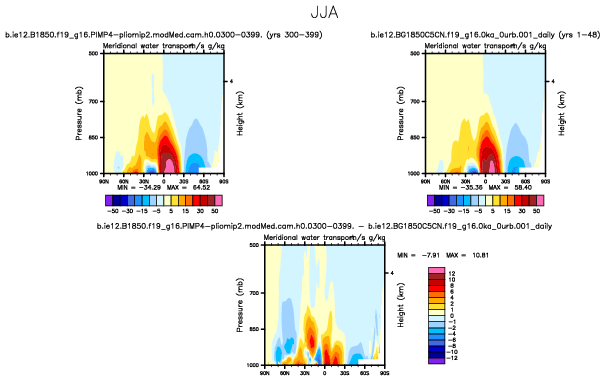 JJA
b.ie12.B1850.f19_g16.PIMP4-pliomip2.modMed.cam.h0.0300-0399. (yrs 300-399)
b.ie12.BG1850C5CN.f19_g16.0ka_0urb.001_daily (yrs 1-48)
Meridional water transport m/s g/kg
Meridional water transport m/s g/kg
500
700
850
1000
Pressure (mb)
4
Height (km)
90N 60N 30N 0 30S 60S 90S
MIN = -34.29 MAX = 64.52
-50 -30 -15 -5 5 15 30 50
500
700
850
1000
Pressure (mb)
4
Height (km)
90N 60N 30N 0 30S 60S 90S
MIN = -35.36 MAX = 58.40
-50 -30 -15 -5 5 15 30 50
b.ie12.B1850.f19_g16.PIMP4-pliomip2.modMed.cam.h0.0300-0399. - b.ie12.BG1850C5CN.f19_g16.0ka_0urb.001_daily
Meridional water transport m/s g/kg
MIN = -7.91 MAX = 10.81
500
700
850
1000
Pressure (mb)
4
Height (km)
90N 60N 30N 0 30S 60S 90S
12
10
8
6
4
2
1
0
-1
-2
-4
-6
-8
-10
-12